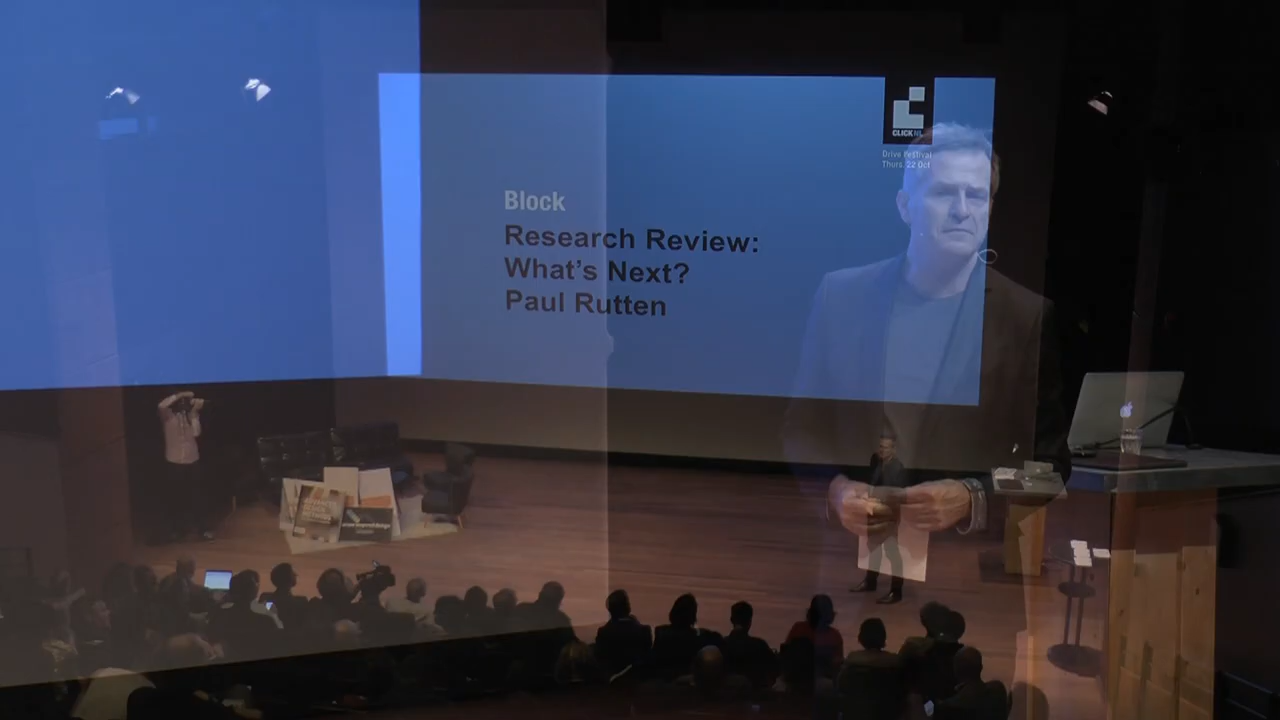 CLICKNL
Drive Festival
Thurs. 22 Oct
Block
Research Review:
What's Next?
Paul Rutten